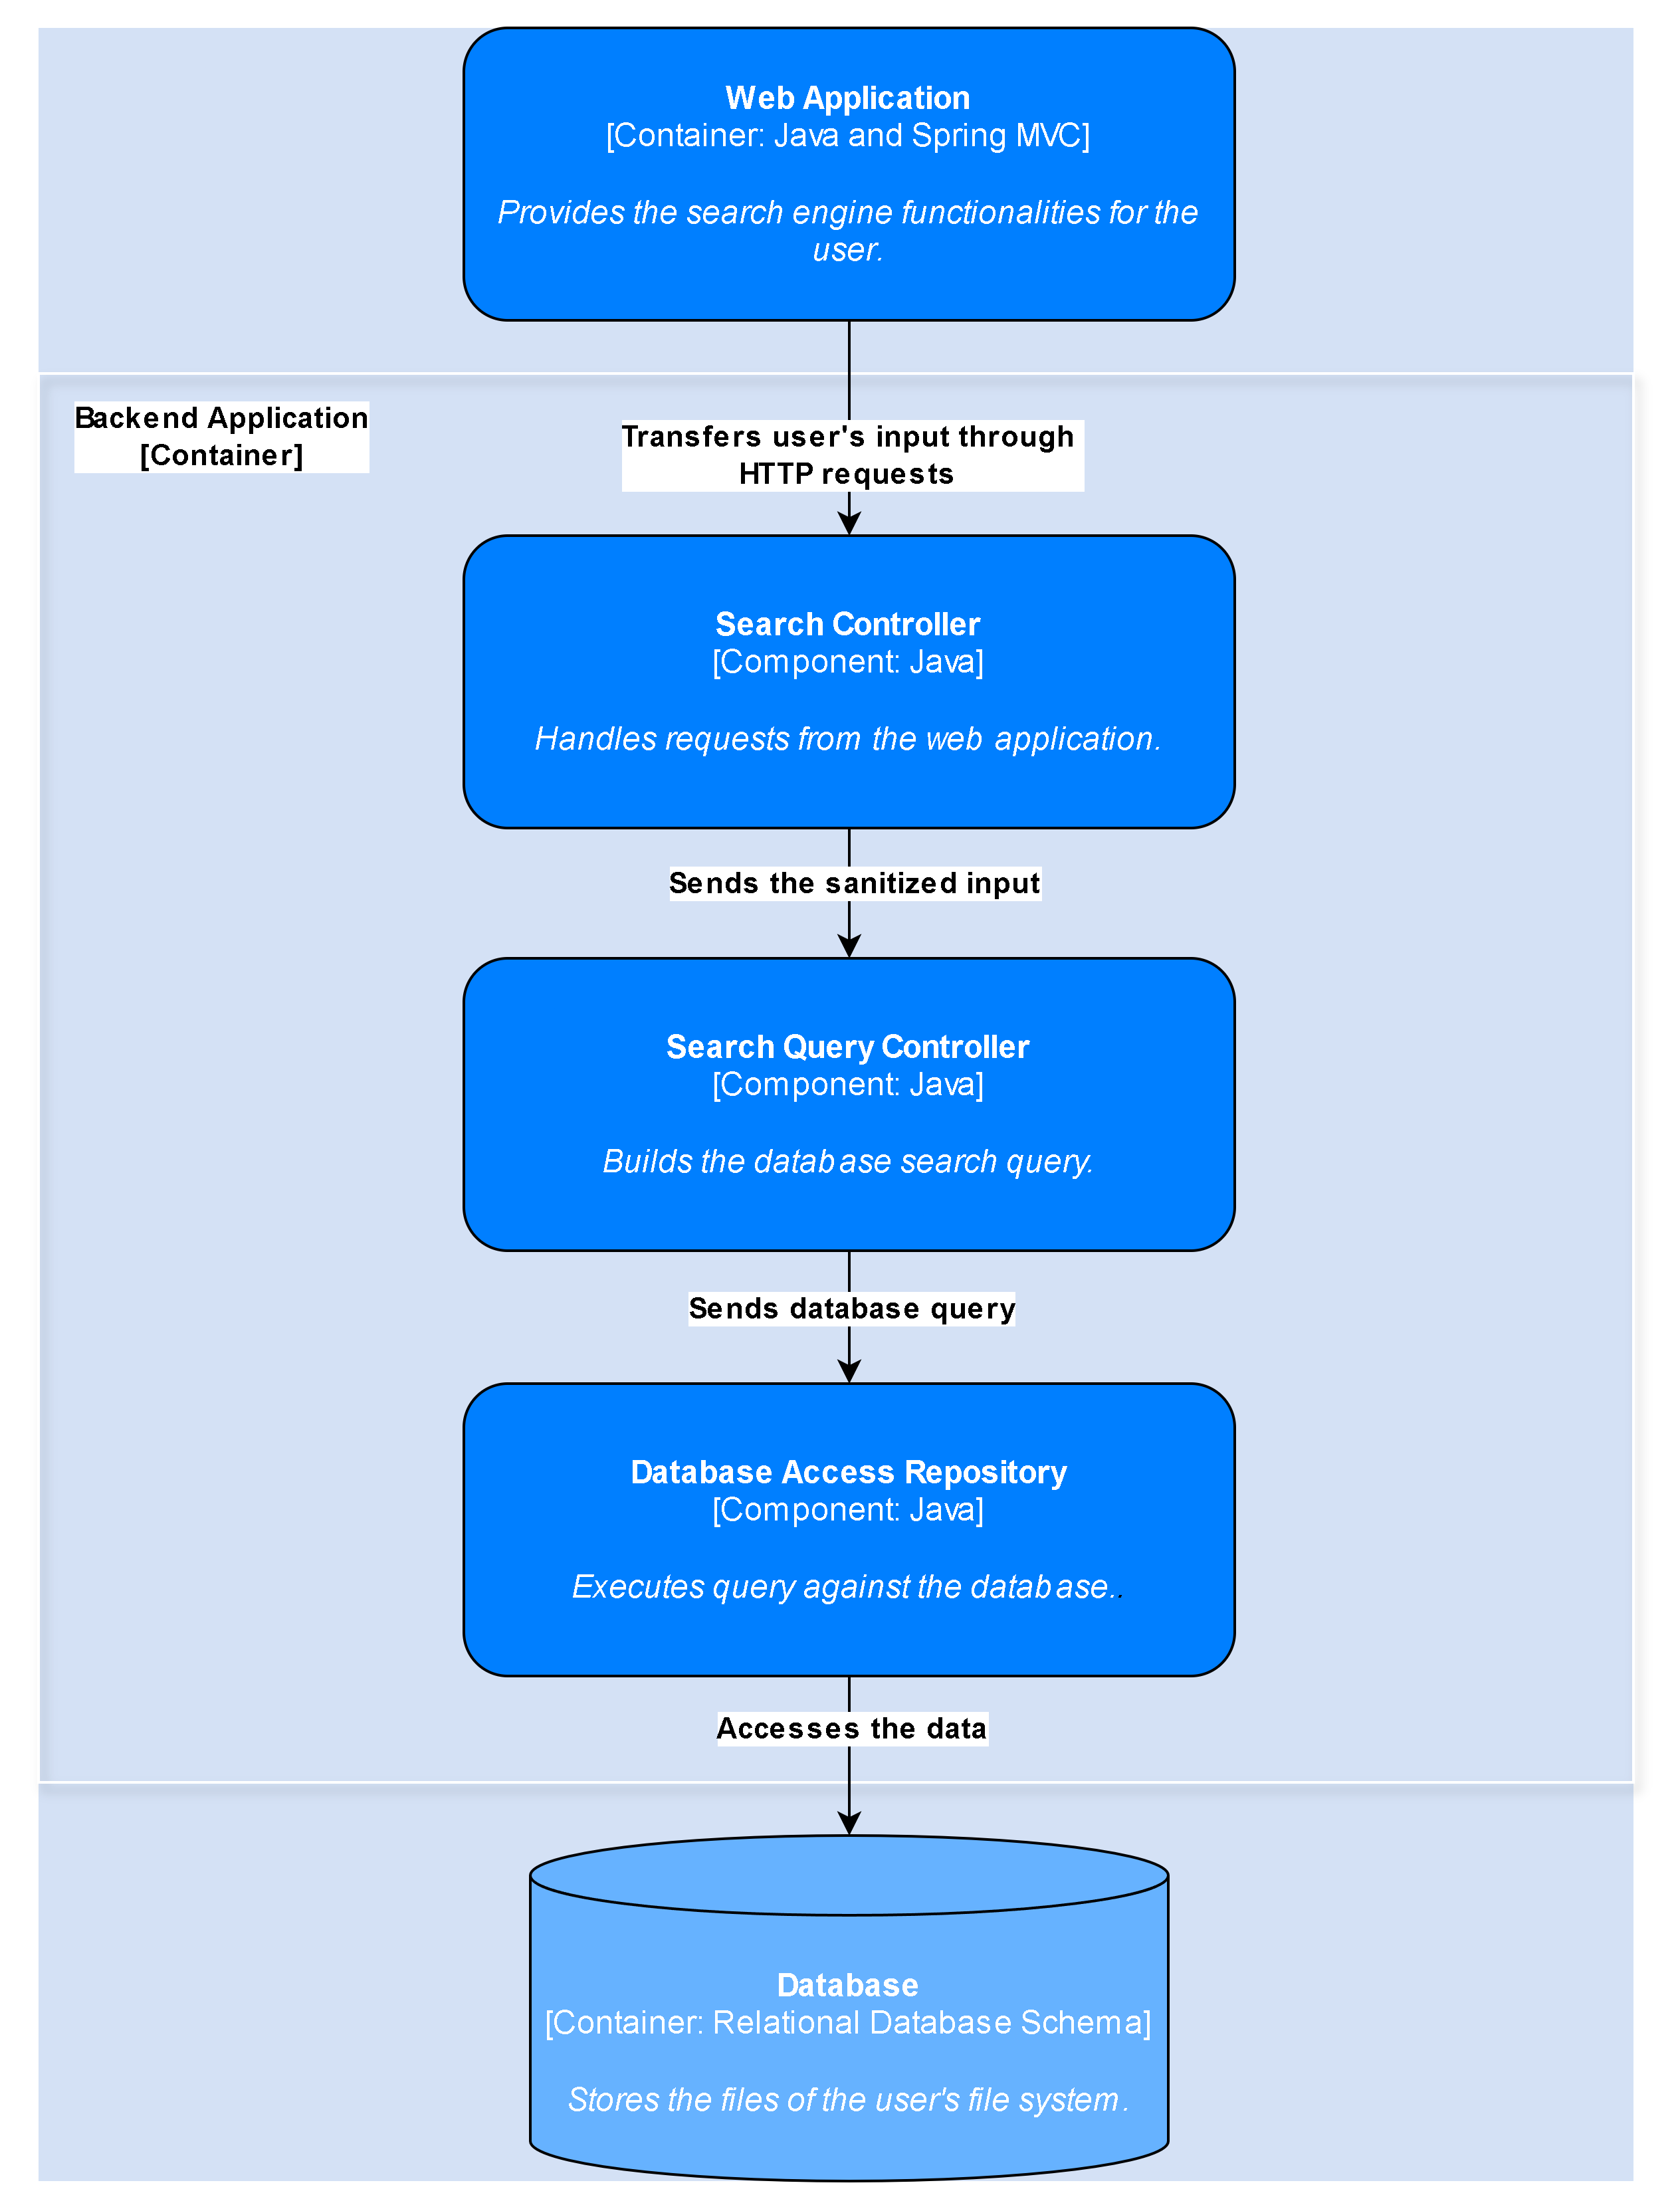 Web Application
[Container: Java and Spring MVC]
Provides the search engine functionalities for the
user.
Backend Application
[Container]
Transfers user's input through
HTTP requests
Search Controller
[Component: Java]
Handles requests from the web application.
Sends the sanitized input
Search Query Controller
[Component: Java]
Builds the database search query.
Sends database query
Database Access Repository
[Component: Java]
Executes query against the database..
Accesses the data
Database
[Container: Relational Database Schema]
Stores the files of the user's file system.